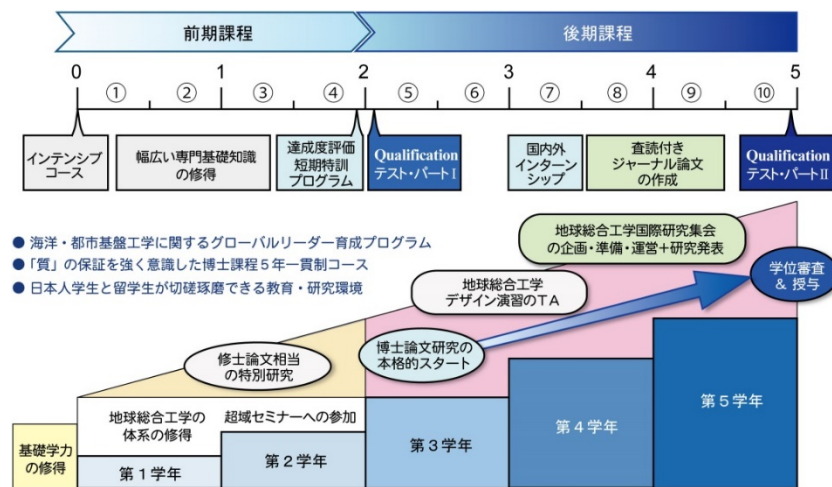 前期課程
後期課程
0
1
2
3
4
5
①
②
③
④
⑤
⑥
⑦
⑧
⑨
⑩
インテンシブ
コース
幅広い専門基礎知識
の修得
達成度評価
短期特訓
プログラム
Qualification
テスト・パートⅠ
国内外
インターン
シップ
査読付き
ジャーナル論文
の作成
Qualification
テスト・パートⅡ
● 海洋・都市基盤工学に関するグローバルリーダー育成プログラム
●「質」の保証を強く意識した博士課程5年一貫制コース
● 日本人学生と留学生が切磋琢磨できる教育・研究環境
地球総合工学国際研究集会
の企画・準備・運営+研究発表
地球総合工学
デザイン演習のTA
学位審査
& 授与
修士論文相当
の特別研究
博士論文研究の
本格的スタート
基礎学力
の修得
地球総合工学の
体系の修得
超域セミナーへの参加
第1学年
第2学年
第3学年
第4学年
第5学年